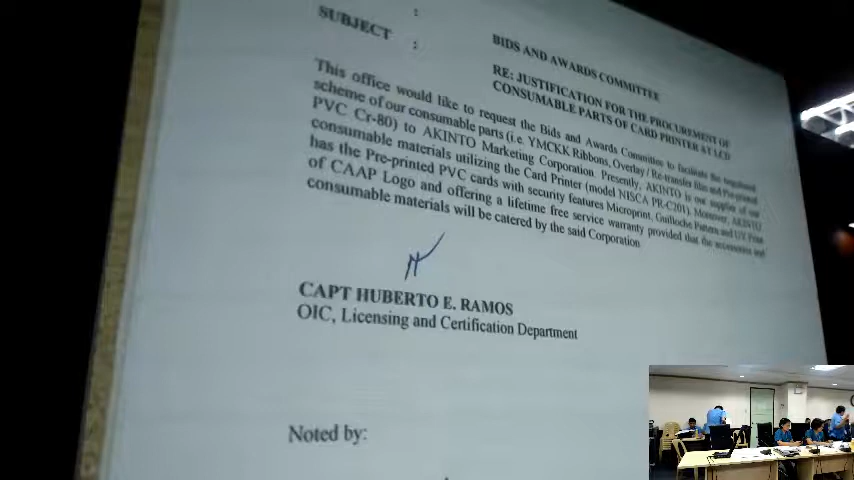 :
SUBJECT :
BIDS AND AWARDS COMMITTEE
RE: JUSTIFICATION FOR THE PROCUREMENT OF
CONSUMABLE PARTS OF CARD PRINTER AT LCD
This office would like to request the Bids and Awards Committee to facilitate the negotiated
scheme of our consumable parts (i.e. YMCKK Ribbons, Overlay / Re-transfer film and Pre-printed
PVC Cr-80) to AKINTO Marketing Corporation. Presently, AKINTO is our supplier of our
consumable materials utilizing the Card Printer (model NISCA PR-C201). Moreover, AKINTO
has the Pre-printed PVC cards with security features Microprint, Guilloche Pattern and UV Print
of CAAP Logo and offering a lifetime free service warranty provided that the accessories and
consumable materials will be catered by the said Corporation
CAPT HUBERTO E. RAMOS
OIC, Licensing and Certification Department
Noted by: